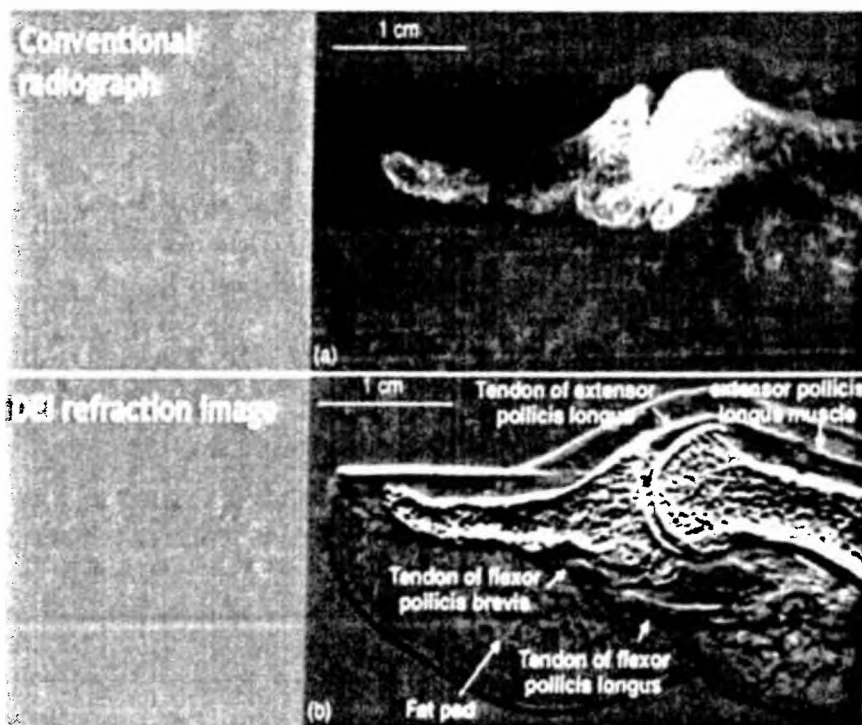 Conventional
radiograph
1 cm
(a)
refraction image
1 cm
Tendon of extensor
pollicis longus
extensor pollicis
longus muscle
Tendon of flexor
pollicis brevis
Tendon of flexor
pollicis longus
Fat pad
(b)